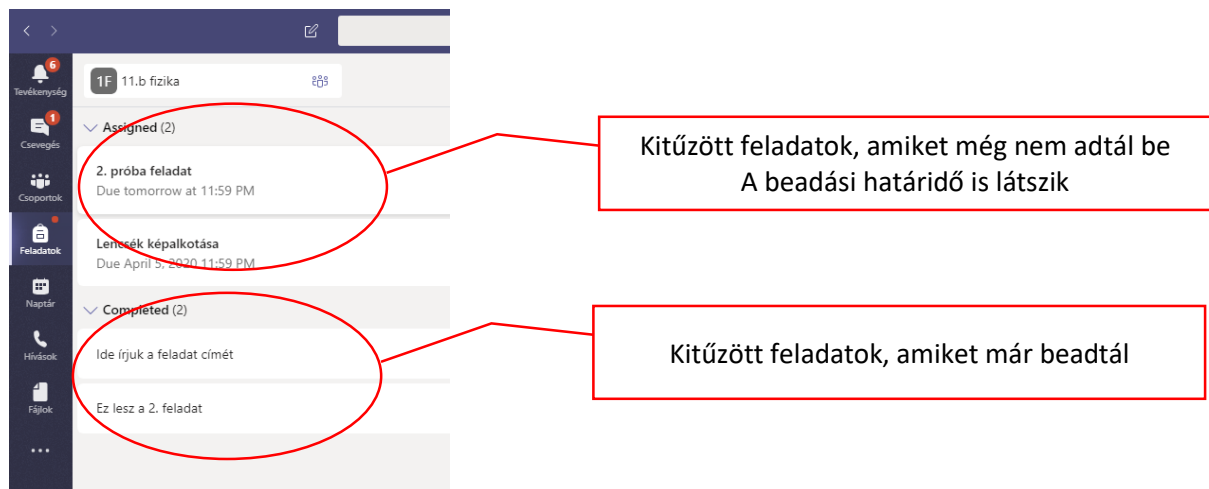 6
Tevékenység
1
Csevegés
Csoportok
Feladatok
Naptár
Hívások
Fájlok
1F 11.b fizika
Assigned (2)
2. próba feladat
Due tomorrow at 11:59 PM
Lencsék képalkotása
Due April 5, 2020 11:59 PM
Completed (2)
Ide írjuk a feladat címét
Ez lesz a 2. feladat
Kitűzött feladatok, amiket még nem adtál be
A beadási határidő is látszik
Kitűzött feladatok, amiket már beadtál